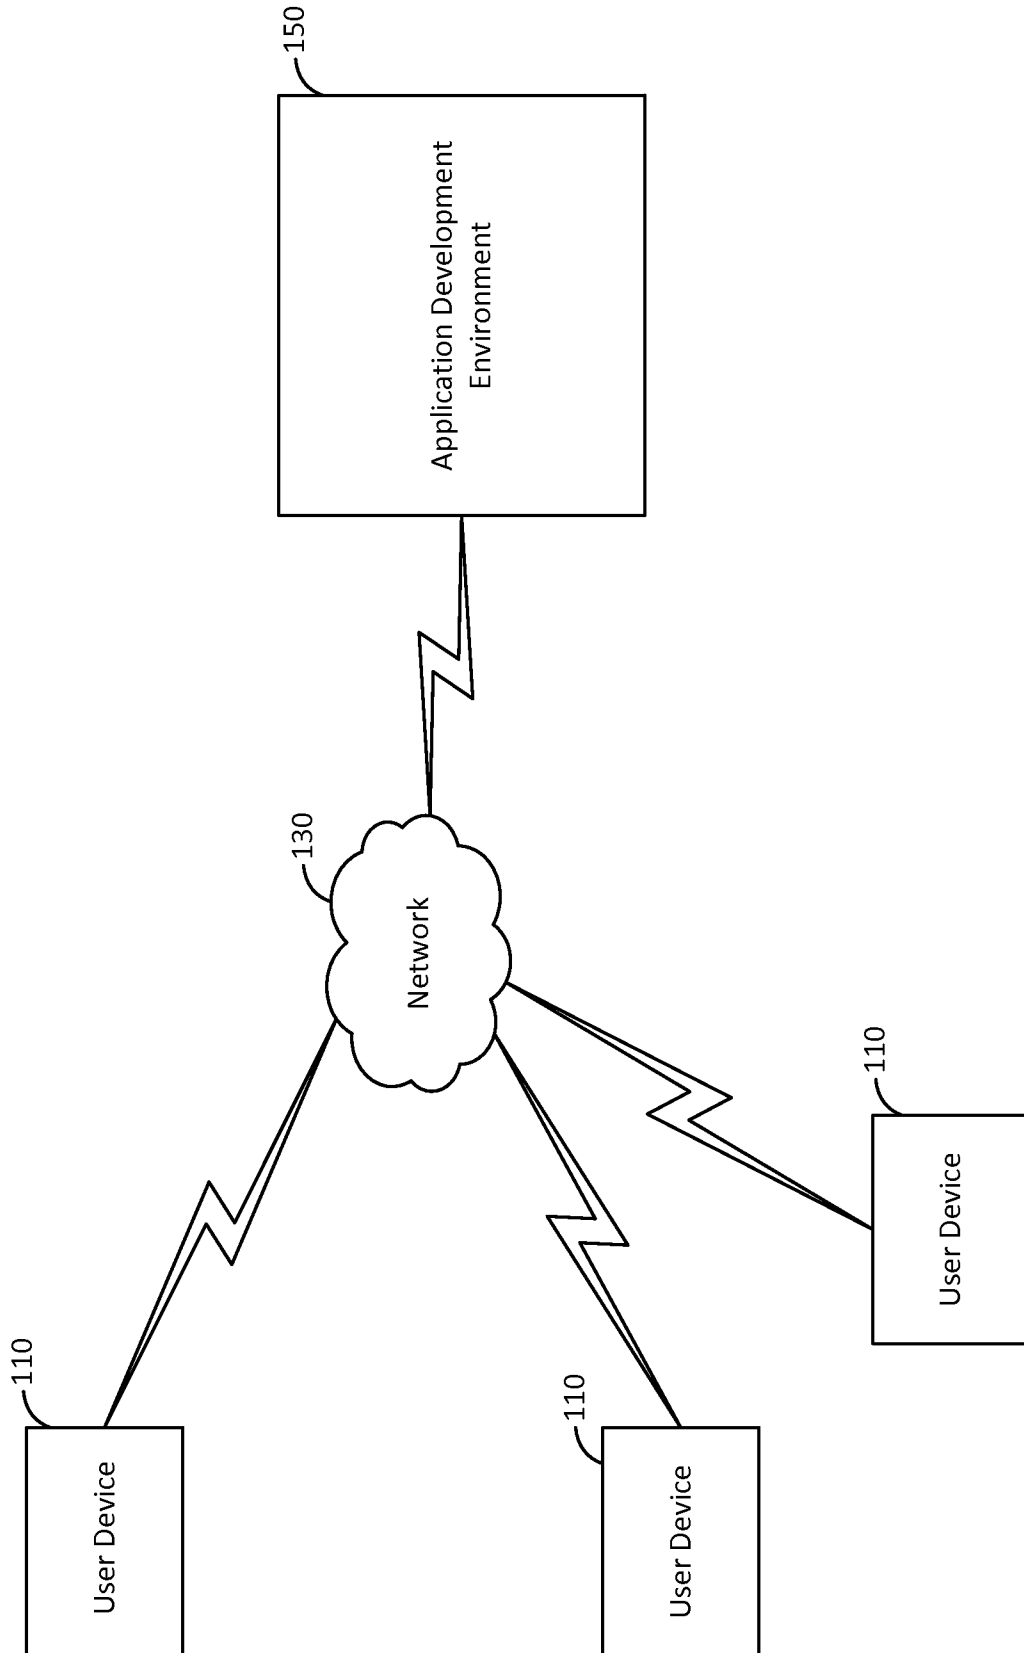 110
User Device
110
User Device
110
User Device
130
Network
150
Application Development
Environment